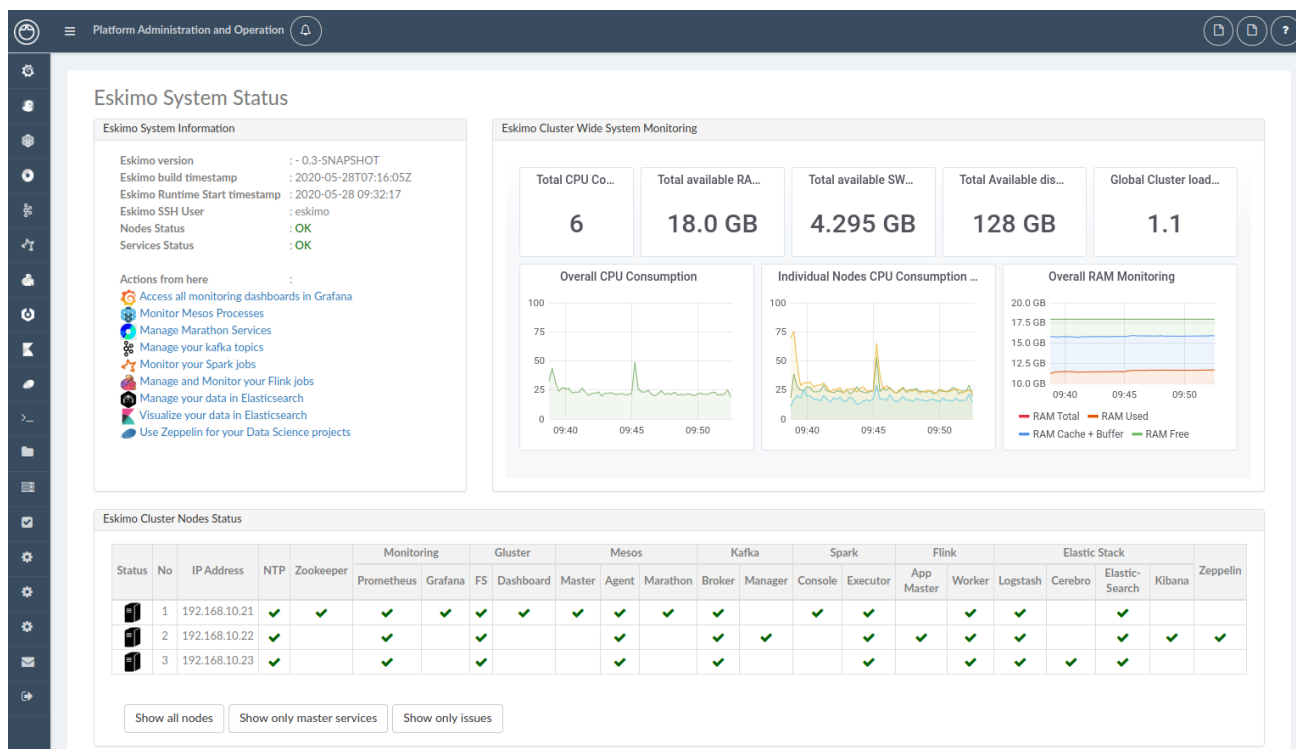 Platform Administration and Operation
?
Eskimo System Status
Eskimo System Information
Eskimo version : - 0.3-SNAPSHOT
Eskimo build timestamp : 2020-05-28T07:16:05Z
Eskimo Runtime Start timestamp : 2020-05-28 09:32:17
Eskimo SSH User : eskimo
Nodes Status : OK
Services Status : OK
Actions from here :
Access all monitoring dashboards in Grafana
Monitor Mesos Processes
Manage Marathon Services
Manage your kafka topics
Monitor your Spark jobs
Manage and Monitor your Flink jobs
Manage your data in Elasticsearch
Visualize your data in Elasticsearch
Use Zeppelin for your Data Science projects
Eskimo Cluster Wide System Monitoring
Total CPU Co... Total available RA... Total available SW... Total Available dis... Global Cluster load...
6 18.0 GB 4.295 GB 128 GB 1.1
Overall CPU Consumption
100
75
50
25
0
09:40 09:45 09:50
Individual Nodes CPU Consumption ...
100
75
50
25
0
09:40 09:45 09:50
Overall RAM Monitoring
20.0 GB
17.5 GB
15.0 GB
12.5 GB
10.0 GB
09:40 09:45 09:50
RAM Total RAM Used
RAM Cache + Buffer RAM Free
Eskimo Cluster Nodes Status
Status No IP Address NTP Zookeeper Monitoring Gluster Mesos Kafka Spark Flink Elastic Stack Zeppelin
Prometheus Grafana FS Dashboard Master Agent Marathon Broker Manager Console Executor App Master Worker Logstash Cerebro Elastic-Search Kibana
1 192.168.10.21
2 192.168.10.22
3 192.168.10.23
Show all nodes Show only master services Show only issues